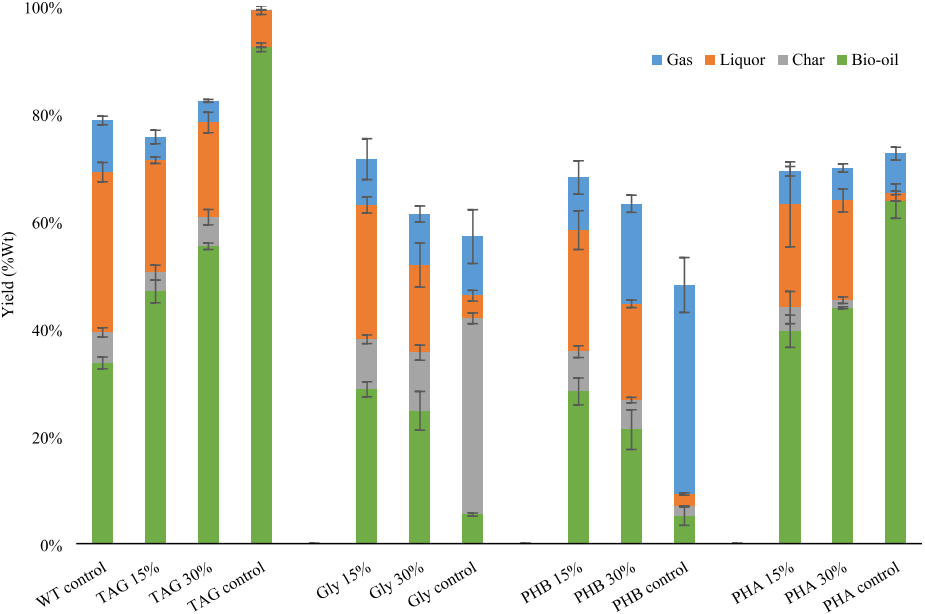 100%
Gas Liquor Char Bio-oil
80%
60%
Yield (%Wt)
40%
20%
0%
WT control TAG 15% TAG 30% TAG control Gly 15% Gly 30% Gly control PHB 15% PHB 30% PHB control PHA 15% PHA 30% PHA control